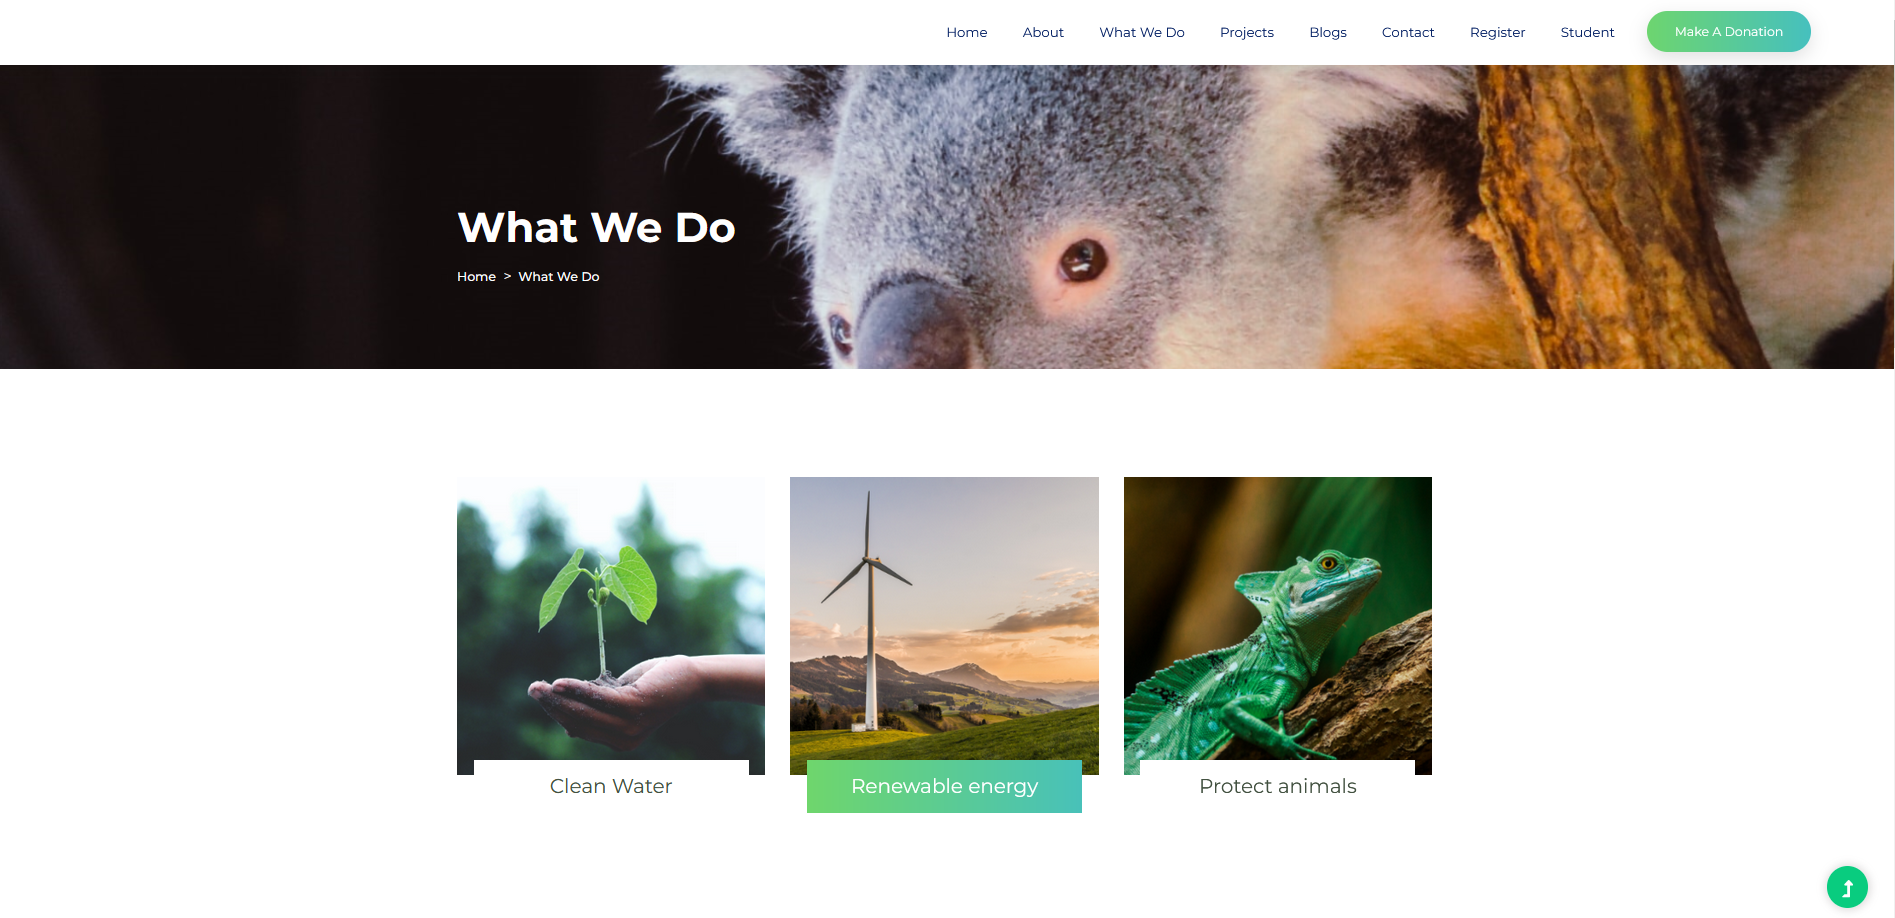 Home About What We Do Projects Blogs Contact Register Student Make A Donation
What We Do
Home > What We Do
Clean Water Renewable energy Protect animals